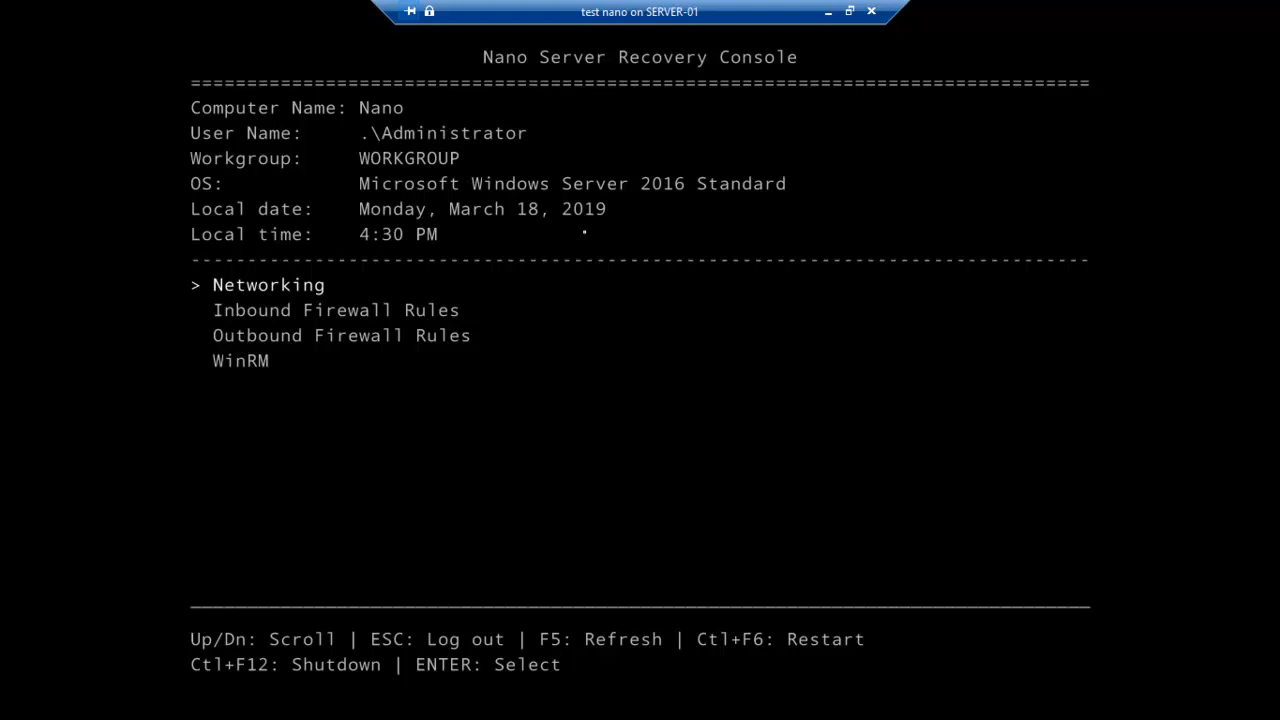 test nano on SERVER-01
Nano Server Recovery Console
================================================================================
Computer Name: Nano
User Name: .\Administrator
Workgroup: WORKGROUP
OS: Microsoft Windows Server 2016 Standard
Local date: Monday, March 18, 2019
Local time: 4:30 PM
--------------------------------------------------------------------------------
> Networking
Inbound Firewall Rules
Outbound Firewall Rules
WinRM
Up/Dn: Scroll | ESC: Log out | F5: Refresh | Ctl+F6: Restart
Ctl+F12: Shutdown | ENTER: Select